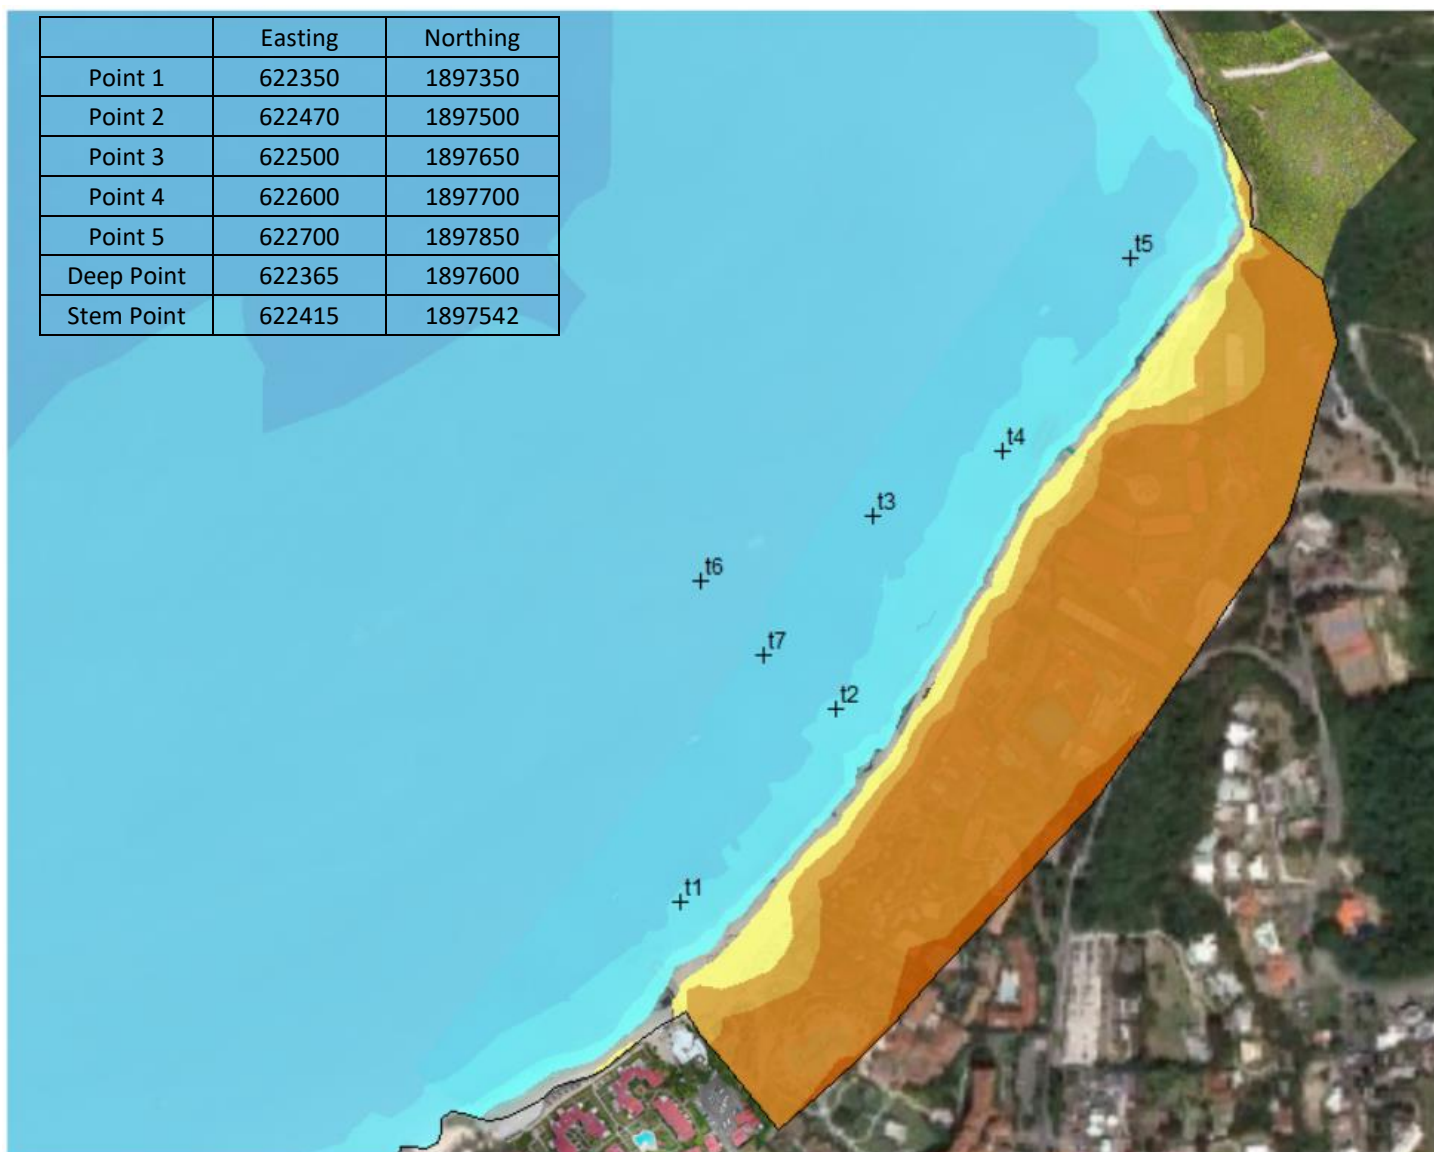 Easting Northing
Point 1 622350 1897350
Point 2 622470 1897500
Point 3 622500 1897650
Point 4 622600 1897700
Point 5 622700 1897850
Deep Point 622365 1897600
Stem Point 622415 1897542
t5
t4
t3
t6
t7
t2
t1